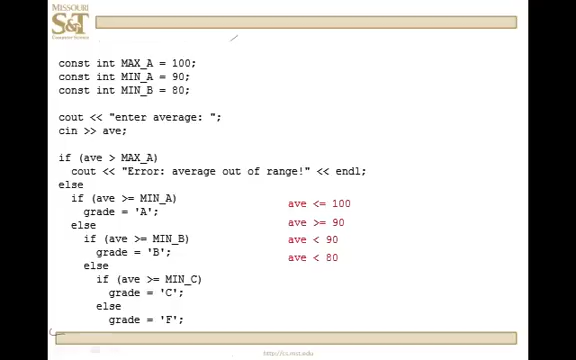 MISSOURI
S&T
Computer Science
const int MAX_A = 100;
const int MIN_A = 90;
const int MIN_B = 80;
cout << "enter average: ";
cin >> ave;
if (ave > MAX_A)
cout << "Error: average out of range!" << endl;
else
if (ave >= MIN_A)
grade = 'A';
else
if (ave >= MIN_B)
grade = 'B';
else
if (ave >= MIN_C)
grade = 'C';
else
grade = 'F';
ave <= 100
ave >= 90
ave < 90
ave < 80
http://cs.mst.edu